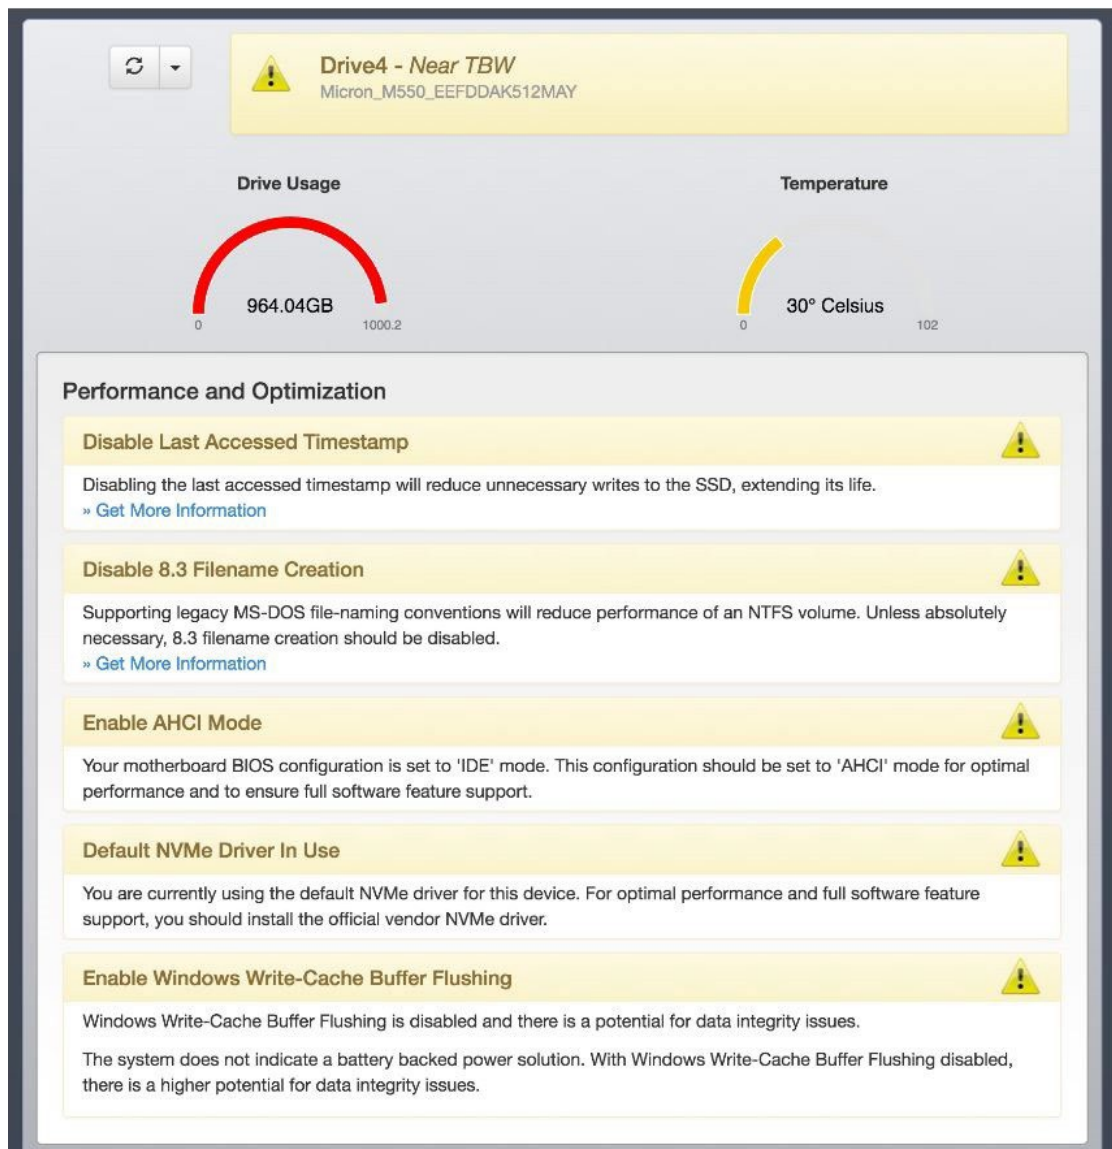 Drive4 - Near TBW
Micron_M550_EEFDDAK512MAY
Drive Usage
Temperature
964.04GB
0
1000.2
30° Celsius
0
102
Performance and Optimization
Disable Last Accessed Timestamp
Disabling the last accessed timestamp will reduce unnecessary writes to the SSD, extending its life.
» Get More Information
Disable 8.3 Filename Creation
Supporting legacy MS-DOS file-naming conventions will reduce performance of an NTFS volume. Unless absolutely
necessary, 8.3 filename creation should be disabled.
» Get More Information
Enable AHCI Mode
Your motherboard BIOS configuration is set to 'IDE' mode. This configuration should be set to 'AHCI' mode for optimal
performance and to ensure full software feature support.
Default NVMe Driver In Use
You are currently using the default NVMe driver for this device. For optimal performance and full software feature
support, you should install the official vendor NVMe driver.
Enable Windows Write-Cache Buffer Flushing
Windows Write-Cache Buffer Flushing is disabled and there is a potential for data integrity issues.
The system does not indicate a battery backed power solution. With Windows Write-Cache Buffer Flushing disabled,
there is a higher potential for data integrity issues.